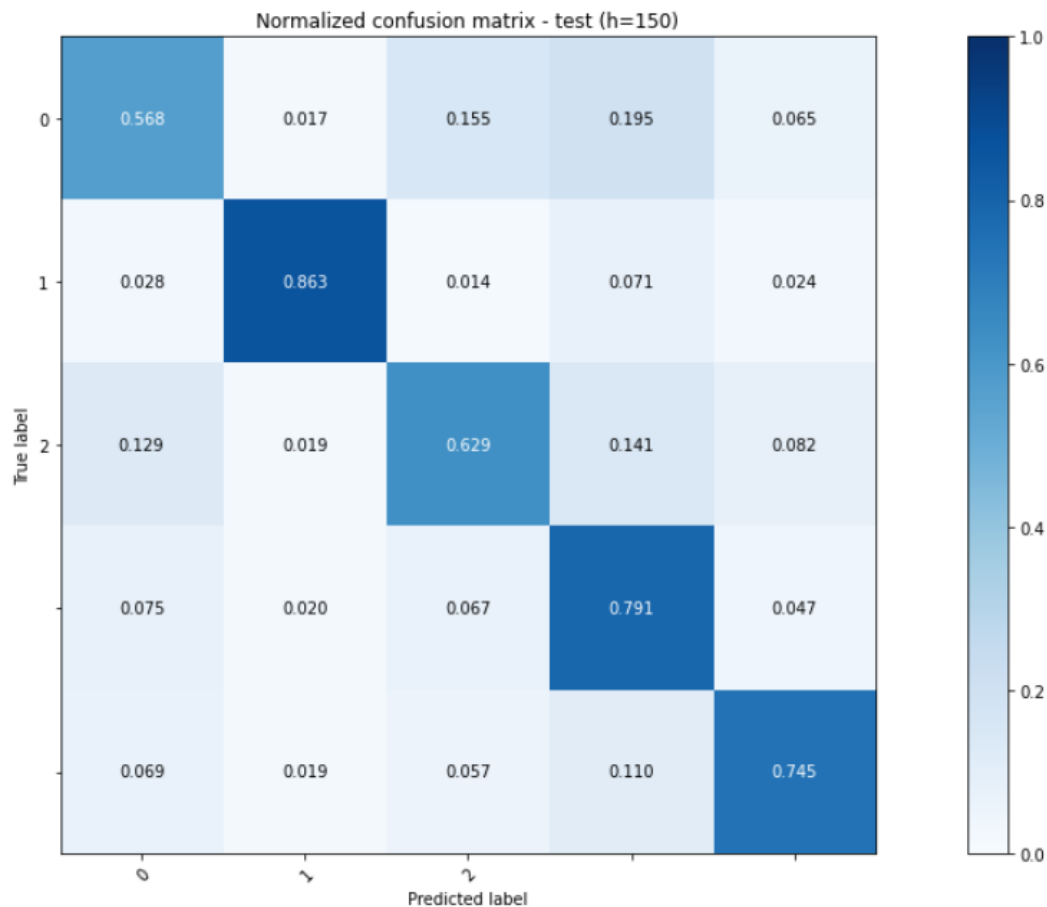 Normalized confusion matrix - test (h=150)
1.0
0 0.568 0.017 0.155 0.195 0.065
0.8
1 0.028 0.863 0.014 0.071 0.024
0.6
True label
2 0.129 0.019 0.629 0.141 0.082
0.4
0.075 0.020 0.067 0.791 0.047
0.2
0.069 0.019 0.057 0.110 0.745
0.0
0 1 2
Predicted label